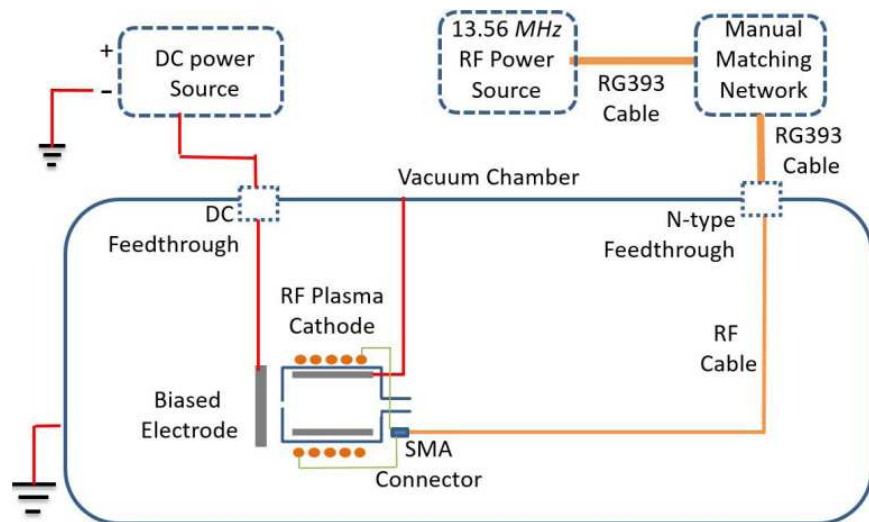 +
–
DC power
Source
13.56 MHz
RF Power
Source
RG393
Cable
Manual
Matching
Network
RG393
Cable
Vacuum Chamber
DC
Feedthrough
N-type
Feedthrough
RF Plasma
Cathode
RF
Cable
Biased
Electrode
SMA
Connector